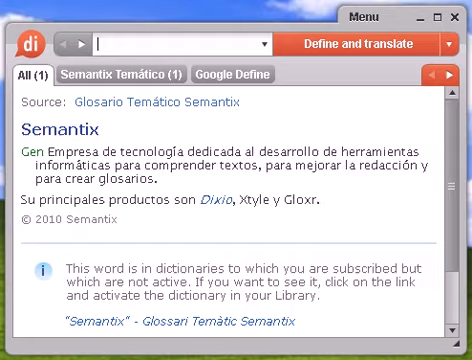 Menu
di
Define and translate
All (1) Semantix Temático (1) Google Define
Source: Glosario Temático Semantix
Semantix
Gen Empresa de tecnología dedicada al desarrollo de herramientas
informáticas para comprender textos, para mejorar la redacción y
para crear glosarios.
Su principales productos son Dixio, Xtyle y Gloxr.
© 2010 Semantix
i
This word is in dictionaries to which you are subscribed but
which are not active. If you want to see it, click on the link
and activate the dictionary in your Library.
"Semantix" - Glossari Temàtic Semantix